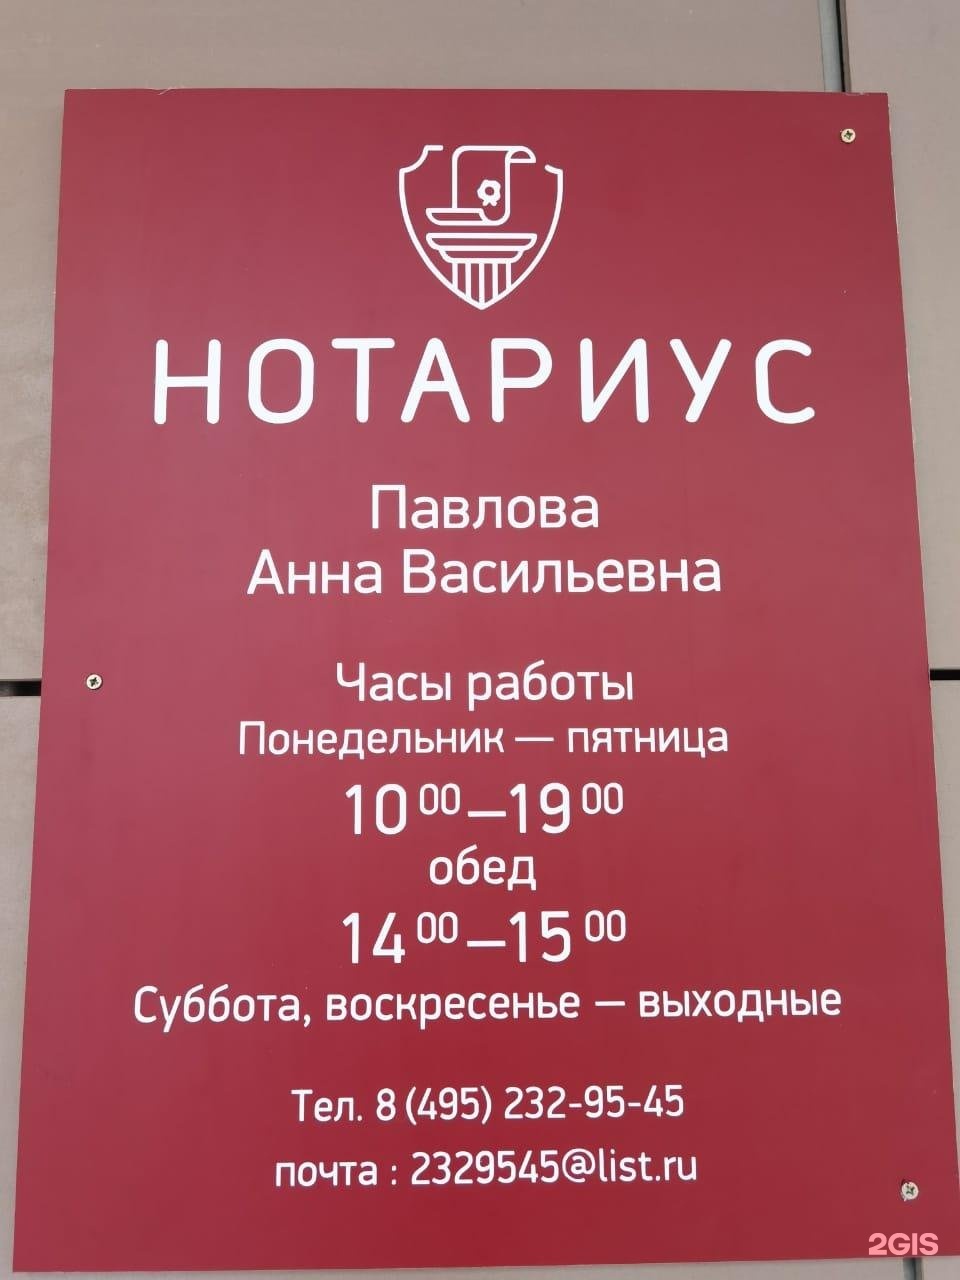 НОТАРИУС
Павлова
Анна Васильевна
Часы работы
Понедельник — пятница
10 00 — 19 00
обед
14 00 — 15 00
Суббота, воскресенье — выходные
Тел. 8 (495) 232-95-45
почта : 2329545@list.ru
2GIS